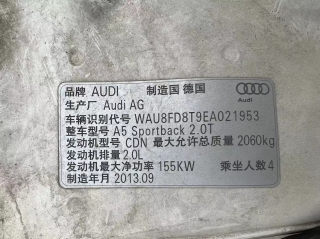 品牌 AUDI 制造国 德国
生产厂 Audi AG
Audi
车辆识别代号 WAU8FD8T9EA021953
整车型号 A5 Sportback 2.0T
发动机型号 CDN 最大允许总质量 2060kg
发动机排量 2.0L
发动机最大净功率 155KW 乘坐人数 4
制造年月 2013.09